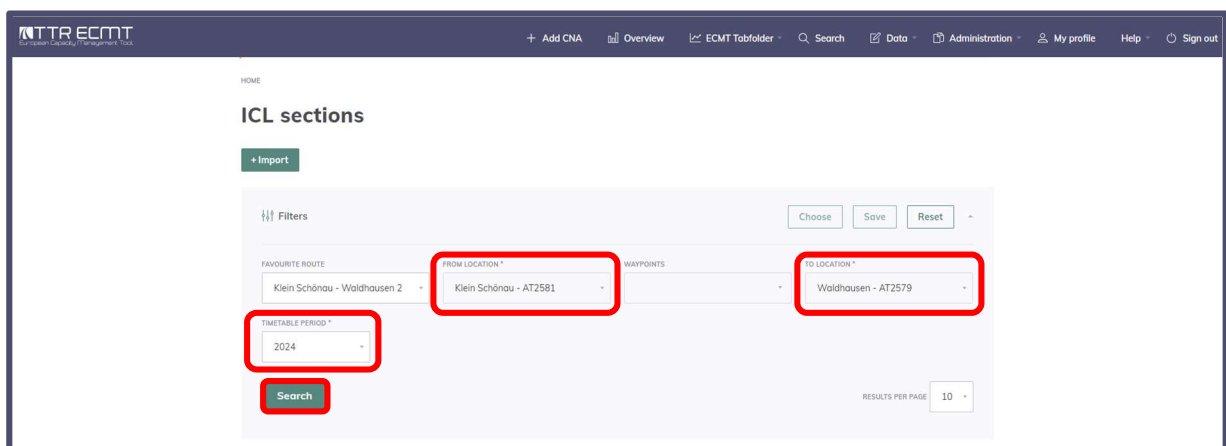 TTR ECMT
European Capacity Management Tool
+ Add CNA Overview ECMT Tabfolder Search Data Administration My profile Help Sign out
HOME
ICL sections
+ Import
Filters Choose Save Reset
FAVOURITE ROUTE FROM LOCATION * WAYPOINTS TO LOCATION *
Klein Schönau - Waldhausen 2 Klein Schönau - AT2581 Waldhausen - AT2579
TIMETABLE PERIOD *
2024
Search RESULTS PER PAGE 10